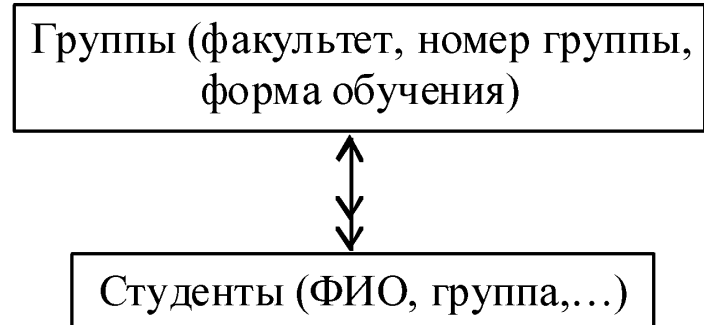 Группы (факультет, номер группы,
форма обучения)
Студенты (ФИО, группа,...)